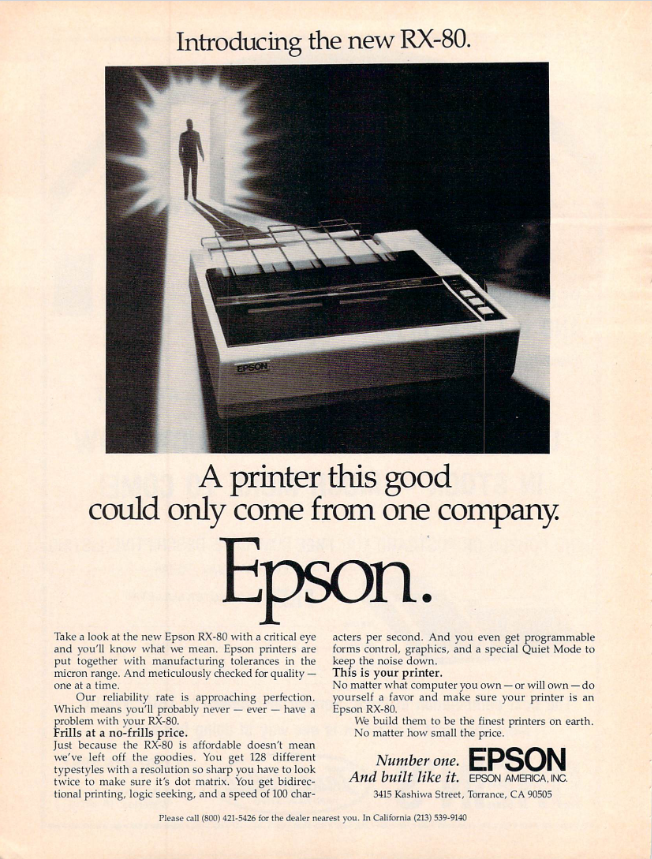 Introducing the new RX-80.
EPSON
A printer this good
could only come from one company.
Epson.
Take a look at the new Epson RX-80 with a critical eye
and you'll know what we mean. Epson printers are
put together with manufacturing tolerances in the
micron range. And meticulously checked for quality —
one at a time.
Our reliability rate is approaching perfection.
Which means you'll probably never — ever — have a
problem with your RX-80.
Frills at a no-frills price.
Just because the RX-80 is affordable doesn't mean
we've left off the goodies. You get 128 different
typestyles with a resolution so sharp you have to look
twice to make sure it's dot matrix. You get bidirec-
tional printing, logic seeking, and a speed of 100 char-
acters per second. And you even get programmable
forms control, graphics, and a special Quiet Mode to
keep the noise down.
This is your printer.
No matter what computer you own — or will own — do
yourself a favor and make sure your printer is an
Epson RX-80.
We build them to be the finest printers on earth.
No matter how small the price.
Number one.
And built like it.
EPSON
EPSON AMERICA, INC.
3415 Kashiwa Street, Torrance, CA 90505
Please call (800) 421-5426 for the dealer nearest you. In California (213) 539-9140